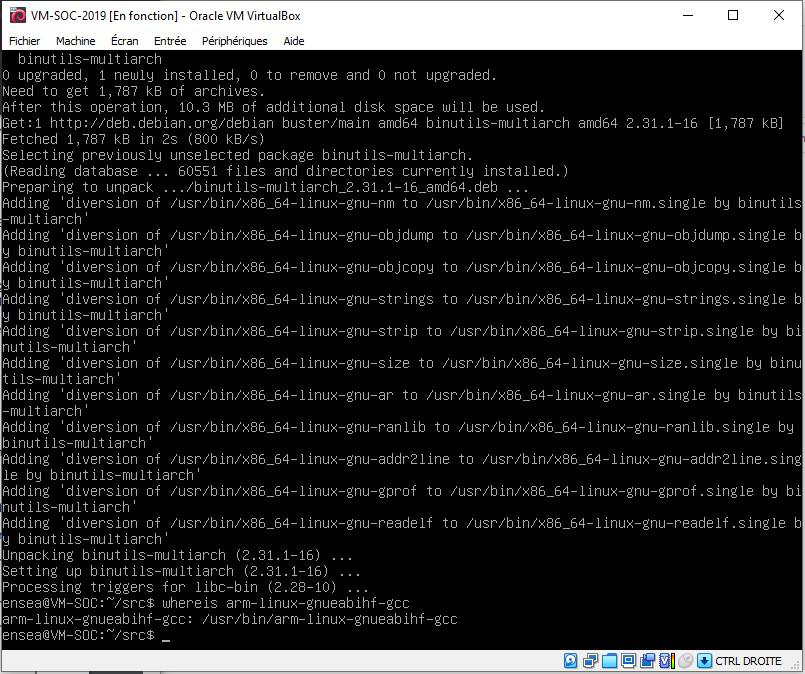 VM-SOC-2019 [En fonction] - Oracle VM VirtualBox
Fichier Machine Écran Entrée Périphériques Aide
binutils-multiarch
0 upgraded, 1 newly installed, 0 to remove and 0 not upgraded.
Need to get 1,787 kB of archives.
After this operation, 10.3 MB of additional disk space will be used.
Get:1 http://deb.debian.org/debian buster/main amd64 binutils-multiarch amd64 2.31.1-16 [1,787 kB]
Fetched 1,787 kB in 2s (800 kB/s)
Selecting previously unselected package binutils-multiarch.
(Reading database ... 60551 files and directories currently installed.)
Preparing to unpack .../binutils-multiarch_2.31.1-16_amd64.deb ...
Adding 'diversion of /usr/bin/x86_64-linux-gnu-nm to /usr/bin/x86_64-linux-gnu-nm.single by binutils
-multiarch'
Adding 'diversion of /usr/bin/x86_64-linux-gnu-objdump to /usr/bin/x86_64-linux-gnu-objdump.single b
y binutils-multiarch'
Adding 'diversion of /usr/bin/x86_64-linux-gnu-objcopy to /usr/bin/x86_64-linux-gnu-objcopy.single b
y binutils-multiarch'
Adding 'diversion of /usr/bin/x86_64-linux-gnu-strings to /usr/bin/x86_64-linux-gnu-strings.single b
y binutils-multiarch'
Adding 'diversion of /usr/bin/x86_64-linux-gnu-strip to /usr/bin/x86_64-linux-gnu-strip.single by bi
nutils-multiarch'
Adding 'diversion of /usr/bin/x86_64-linux-gnu-size to /usr/bin/x86_64-linux-gnu-size.single by binu
tils-multiarch'
Adding 'diversion of /usr/bin/x86_64-linux-gnu-ar to /usr/bin/x86_64-linux-gnu-ar.single by binutils
-multiarch'
Adding 'diversion of /usr/bin/x86_64-linux-gnu-ranlib to /usr/bin/x86_64-linux-gnu-ranlib.single by
binutils-multiarch'
Adding 'diversion of /usr/bin/x86_64-linux-gnu-addr2line to /usr/bin/x86_64-linux-gnu-addr2line.sing
le by binutils-multiarch'
Adding 'diversion of /usr/bin/x86_64-linux-gnu-gprof to /usr/bin/x86_64-linux-gnu-gprof.single by bi
nutils-multiarch'
Adding 'diversion of /usr/bin/x86_64-linux-gnu-readelf to /usr/bin/x86_64-linux-gnu-readelf.single b
y binutils-multiarch'
Unpacking binutils-multiarch (2.31.1-16) ...
Setting up binutils-multiarch (2.31.1-16) ...
Processing triggers for libc-bin (2.28-10) ...
ensea@VM-SOC:~/src$ whereis arm-linux-gnueabihf-gcc
arm-linux-gnueabihf-gcc: /usr/bin/arm-linux-gnueabihf-gcc
ensea@VM-SOC:~/src$ _
CTRL DROITE